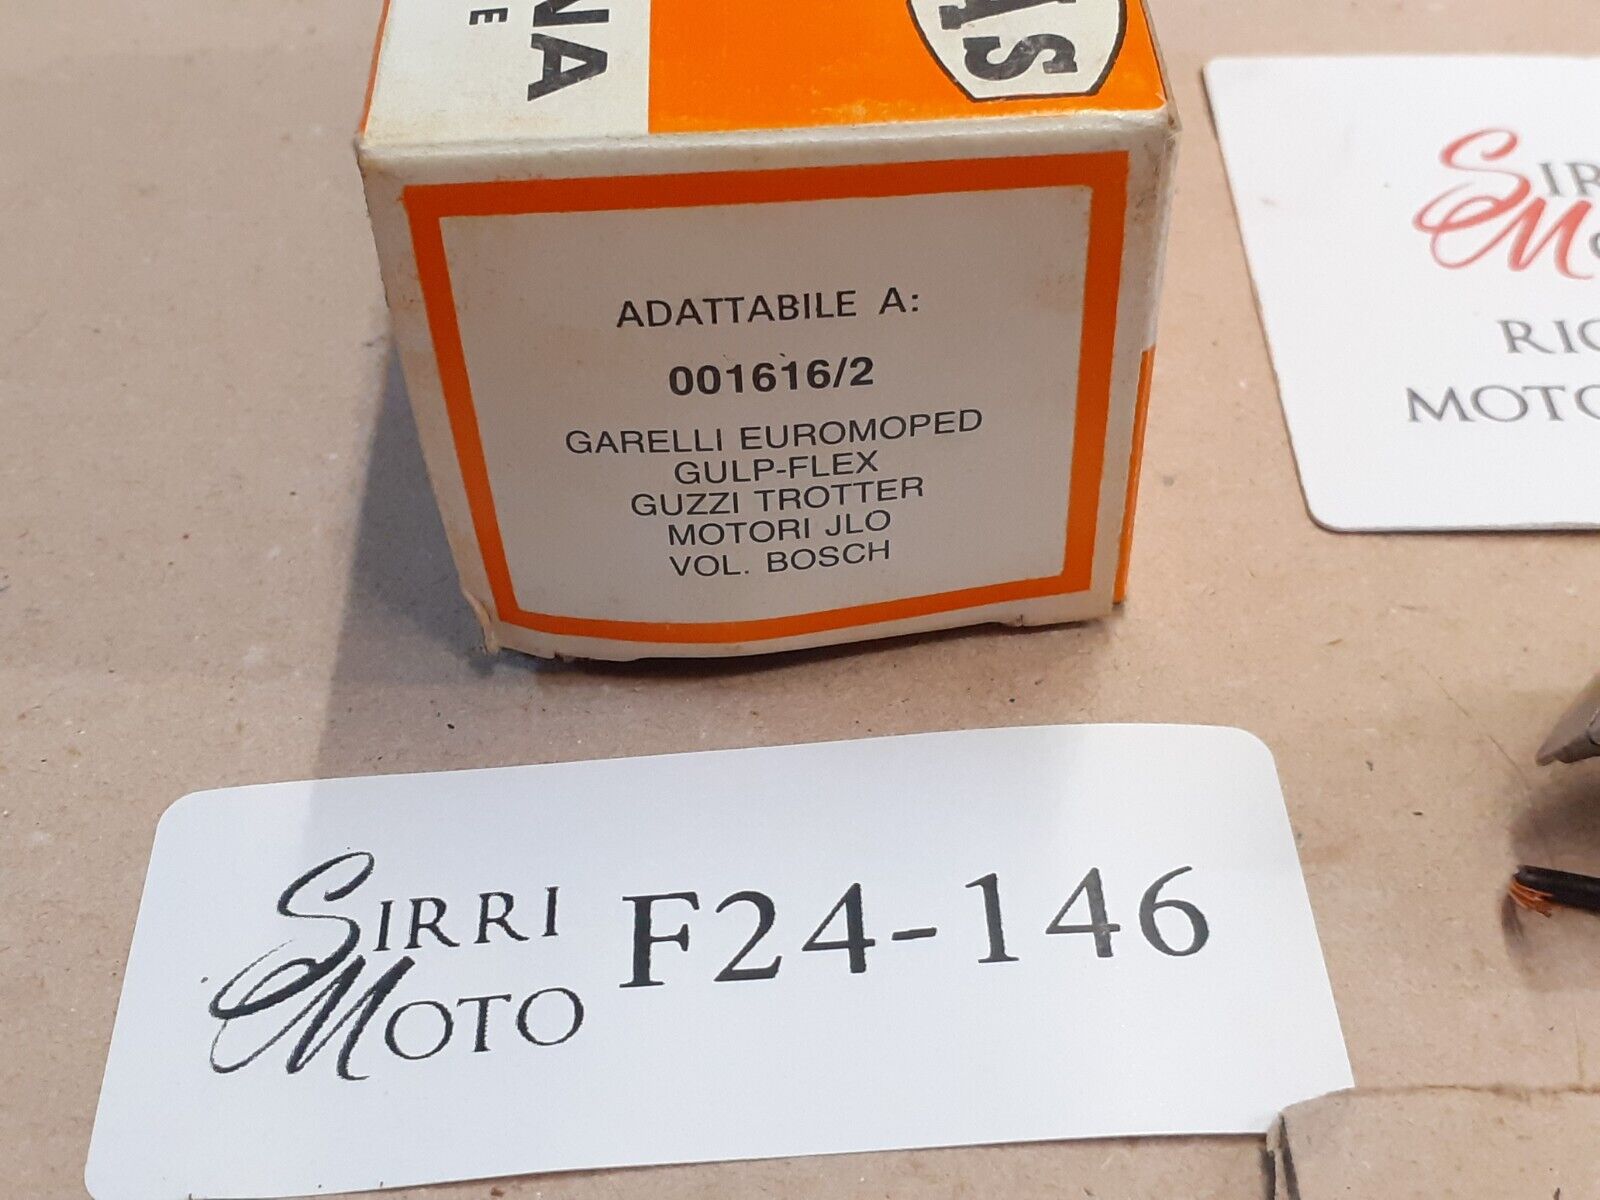 E
ADATTABILE A:
001616/2
GARELLI EUROMOPED
GULP-FLEX
GUZZI TROTTER
MOTORI JLO
VOL. BOSCH
SIRRI
MOTO
F24-146